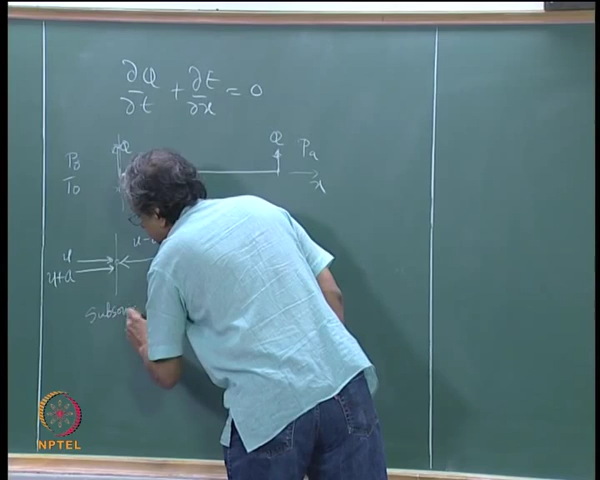 ∂Q/∂t + ∂E/∂x = 0
P₀ Q Q Pₐ
T₀ x
u u-
u+a
Subson
NPTEL